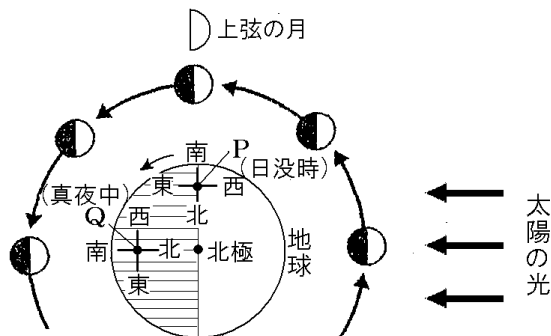 上弦の月
南
P
(日没時)
東
西
北
(真夜中)
Q
西
南
北
東
北極
地球
太陽の光